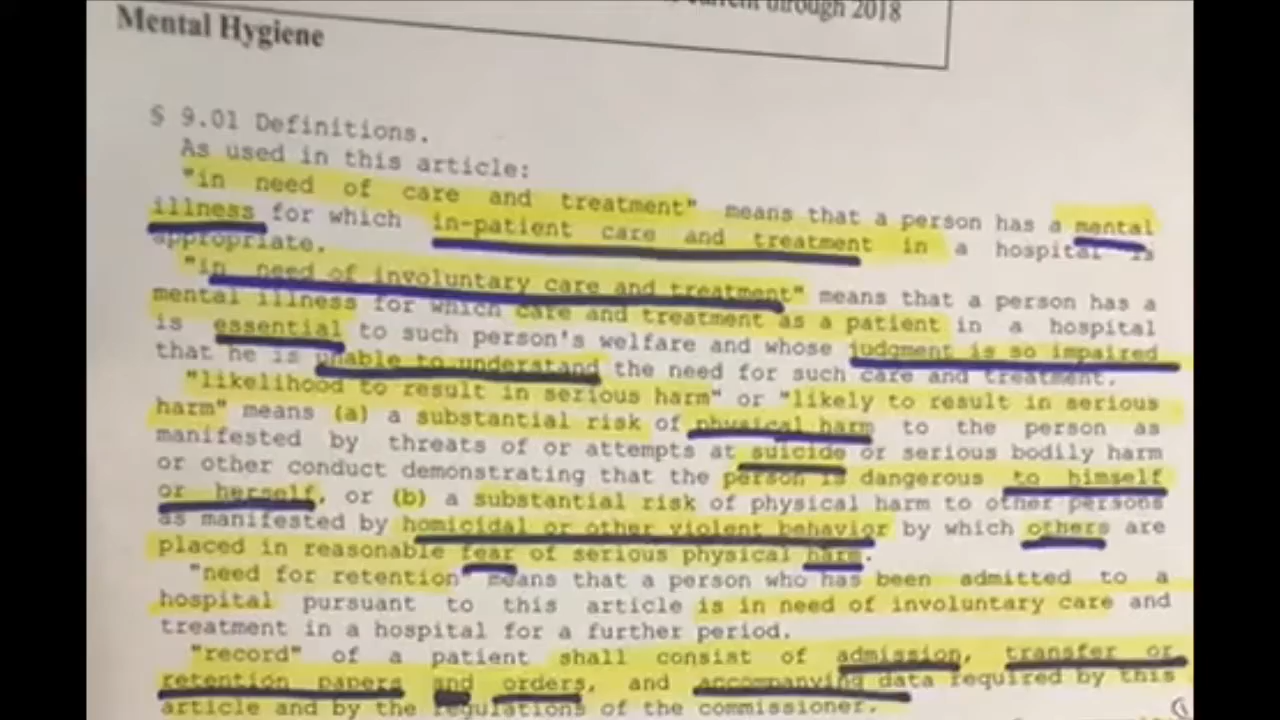 current through 2018
Mental Hygiene
§ 9.01 Definitions.
As used in this article:
"in need of care and treatment" means that a person has a mental
illness for which in-patient care and treatment in a hospital is
appropriate.
"in need of involuntary care and treatment" means that a person has a
mental illness for which care and treatment as a patient in a hospital
is essential to such person's welfare and whose judgment is so impaired
that he is unable to understand the need for such care and treatment.
"likelihood to result in serious harm" or "likely to result in serious
harm" means (a) a substantial risk of physical harm to the person as
manifested by threats of or attempts at suicide or serious bodily harm
or other conduct demonstrating that the person is dangerous to himself
or herself, or (b) a substantial risk of physical harm to other persons
as manifested by homicidal or other violent behavior by which others are
placed in reasonable fear of serious physical harm.
"need for retention" means that a person who has been admitted to a
hospital pursuant to this article is in need of involuntary care and
treatment in a hospital for a further period.
"record" of a patient shall consist of admission, transfer or
retention papers and orders, and accompanying data required by this
article and by the regulations of the commissioner.